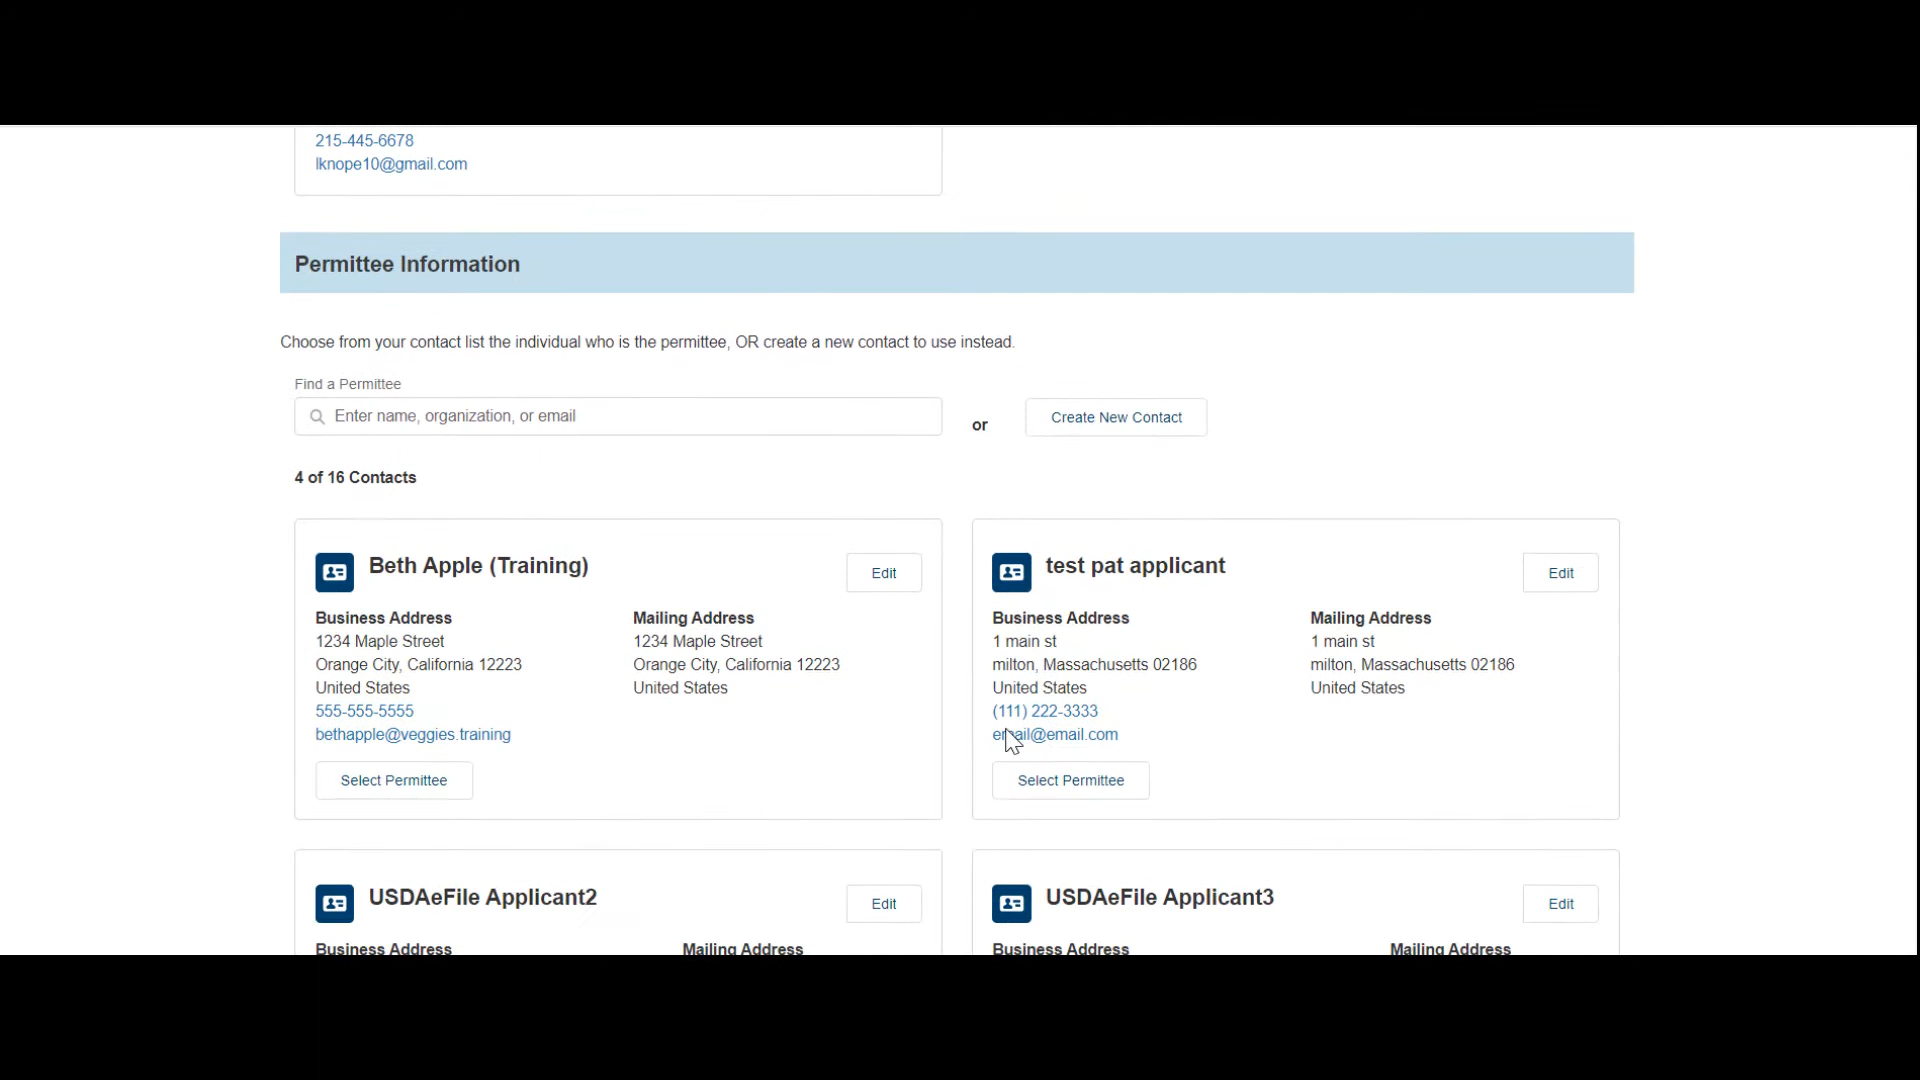 215-445-6678
lknope10@gmail.com
Permittee Information
Choose from your contact list the individual who is the permittee, OR create a new contact to use instead.
Find a Permittee
Enter name, organization, or email
or
Create New Contact
4 of 16 Contacts
Beth Apple (Training)
Edit
Business Address
1234 Maple Street
Orange City, California 12223
United States
555-555-5555
bethapple@veggies.training
Mailing Address
1234 Maple Street
Orange City, California 12223
United States
Select Permittee
test pat applicant
Edit
Business Address
1 main st
milton, Massachusetts 02186
United States
(111) 222-3333
email@email.com
Mailing Address
1 main st
milton, Massachusetts 02186
United States
Select Permittee
USDAeFile Applicant2
Edit
Business Address
Mailing Address
USDAeFile Applicant3
Edit
Business Address
Mailing Address